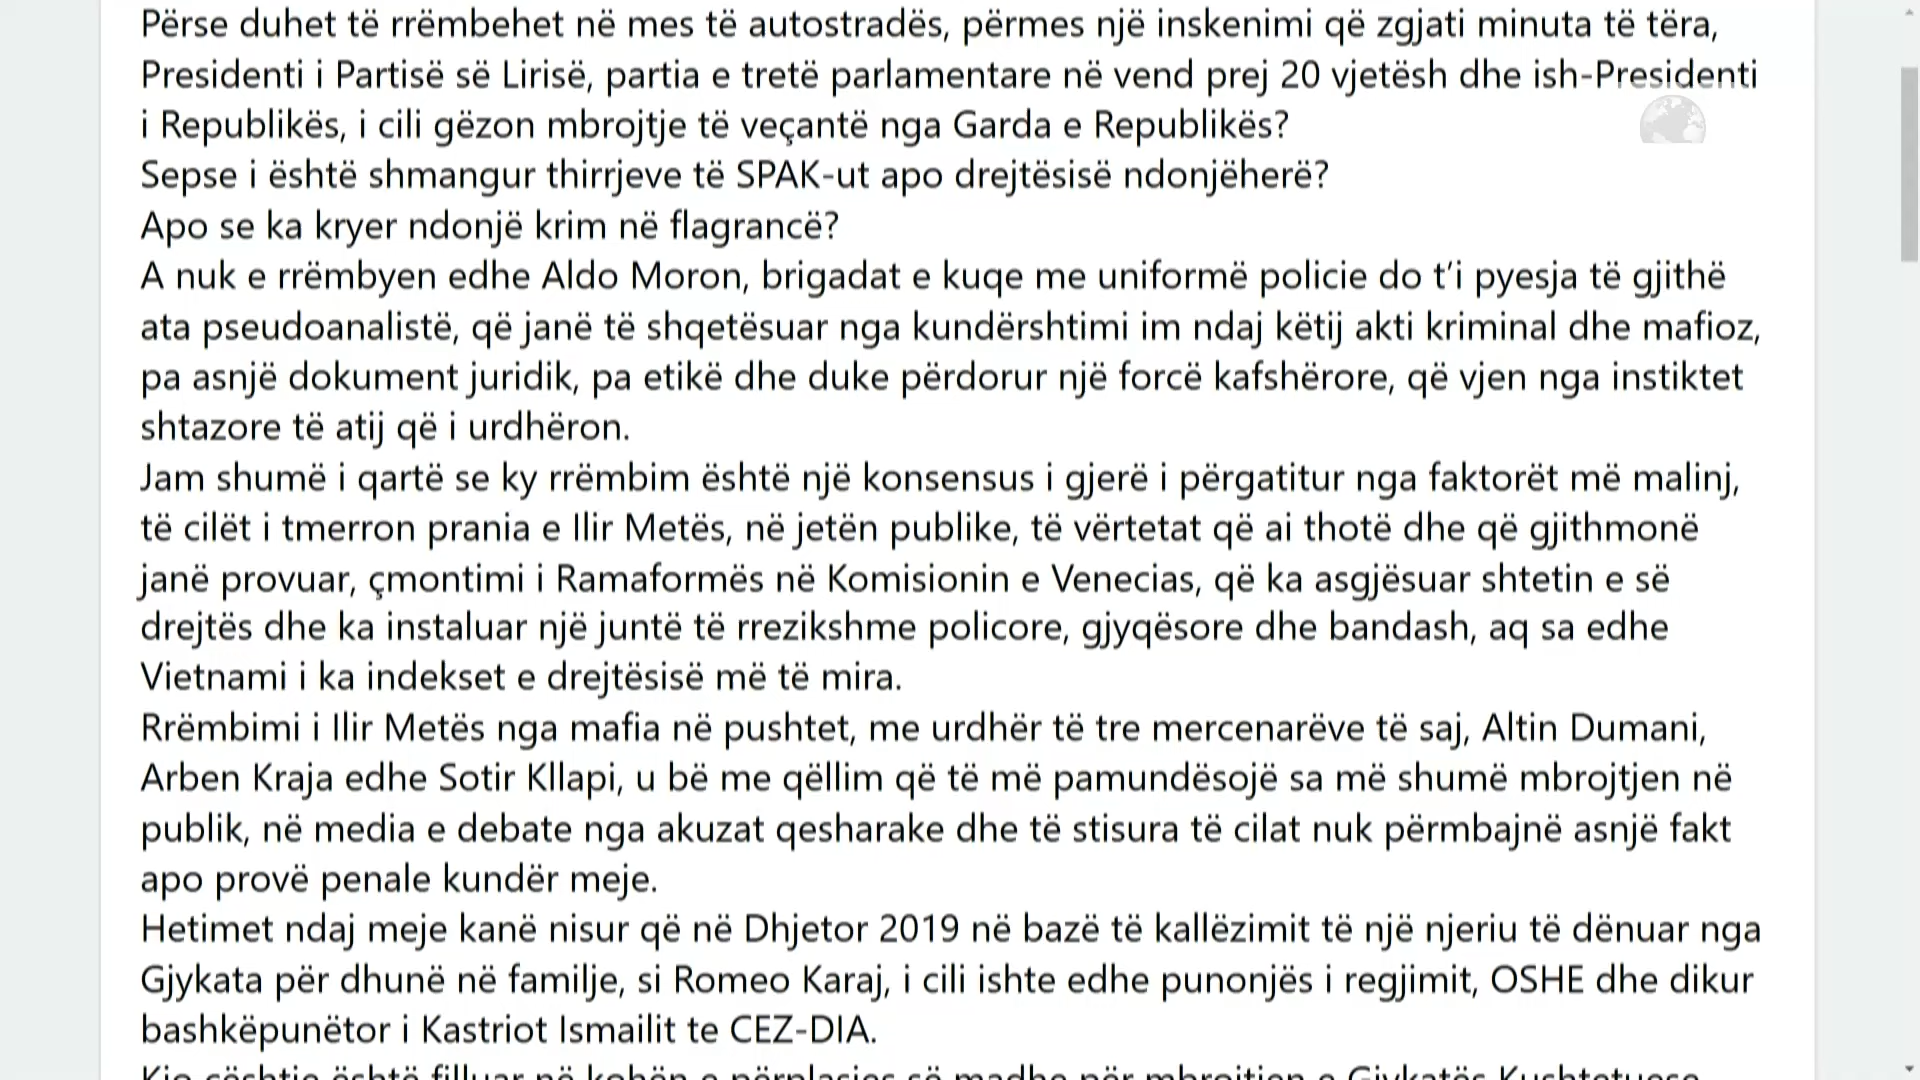 Përse duhet të rrëmbehet në mes të autostradës, përmes një inskenimi që zgjati minuta të tëra,
Presidenti i Partisë së Lirisë, partia e tretë parlamentare në vend prej 20 vjetësh dhe ish-Presidenti
i Republikës, i cili gëzon mbrojtje të veçantë nga Garda e Republikës?
Sepse i është shmangur thirrjeve të SPAK-ut apo drejtësisë ndonjëherë?
Apo se ka kryer ndonjë krim në flagrancë?
A nuk e rrëmbyen edhe Aldo Moron, brigadat e kuqe me uniformë policie do t’i pyesja të gjithë
ata pseudoanalistë, që janë të shqetësuar nga kundërshtimi im ndaj këtij akti kriminal dhe mafioz,
pa asnjë dokument juridik, pa etikë dhe duke përdorur një forcë kafshërore, që vjen nga instiktet
shtazore të atij që i urdhëron.
Jam shumë i qartë se ky rrëmbim është një konsensus i gjerë i përgatitur nga faktorët më malinj,
të cilët i tmerron prania e Ilir Metës, në jetën publike, të vërtetat që ai thotë dhe që gjithmonë
janë provuar, çmontimi i Ramaformës në Komisionin e Venecias, që ka asgjësuar shtetin e së
drejtës dhe ka instaluar një juntë të rrezikshme policore, gjyqësore dhe bandash, aq sa edhe
Vietnami i ka indekset e drejtësisë më të mira.
Rrëmbimi i Ilir Metës nga mafia në pushtet, me urdhër të tre mercenarëve të saj, Altin Dumani,
Arben Kraja edhe Sotir Kllapi, u bë me qëllim që të më pamundësojë sa më shumë mbrojtjen në
publik, në media e debate nga akuzat qesharake dhe të stisura të cilat nuk përmbajnë asnjë fakt
apo provë penale kundër meje.
Hetimet ndaj meje kanë nisur që në Dhjetor 2019 në bazë të kallëzimit të një njeriu të dënuar nga
Gjykata për dhunë në familje, si Romeo Karaj, i cili ishte edhe punonjës i regjimit, OSHE dhe dikur
bashkëpunëtor i Kastriot Ismailit te CEZ-DIA.
Kjo çështje është filluar në kohën e përplasjes së madhe për mbrojtjen e Gjykatës Kushtetuese